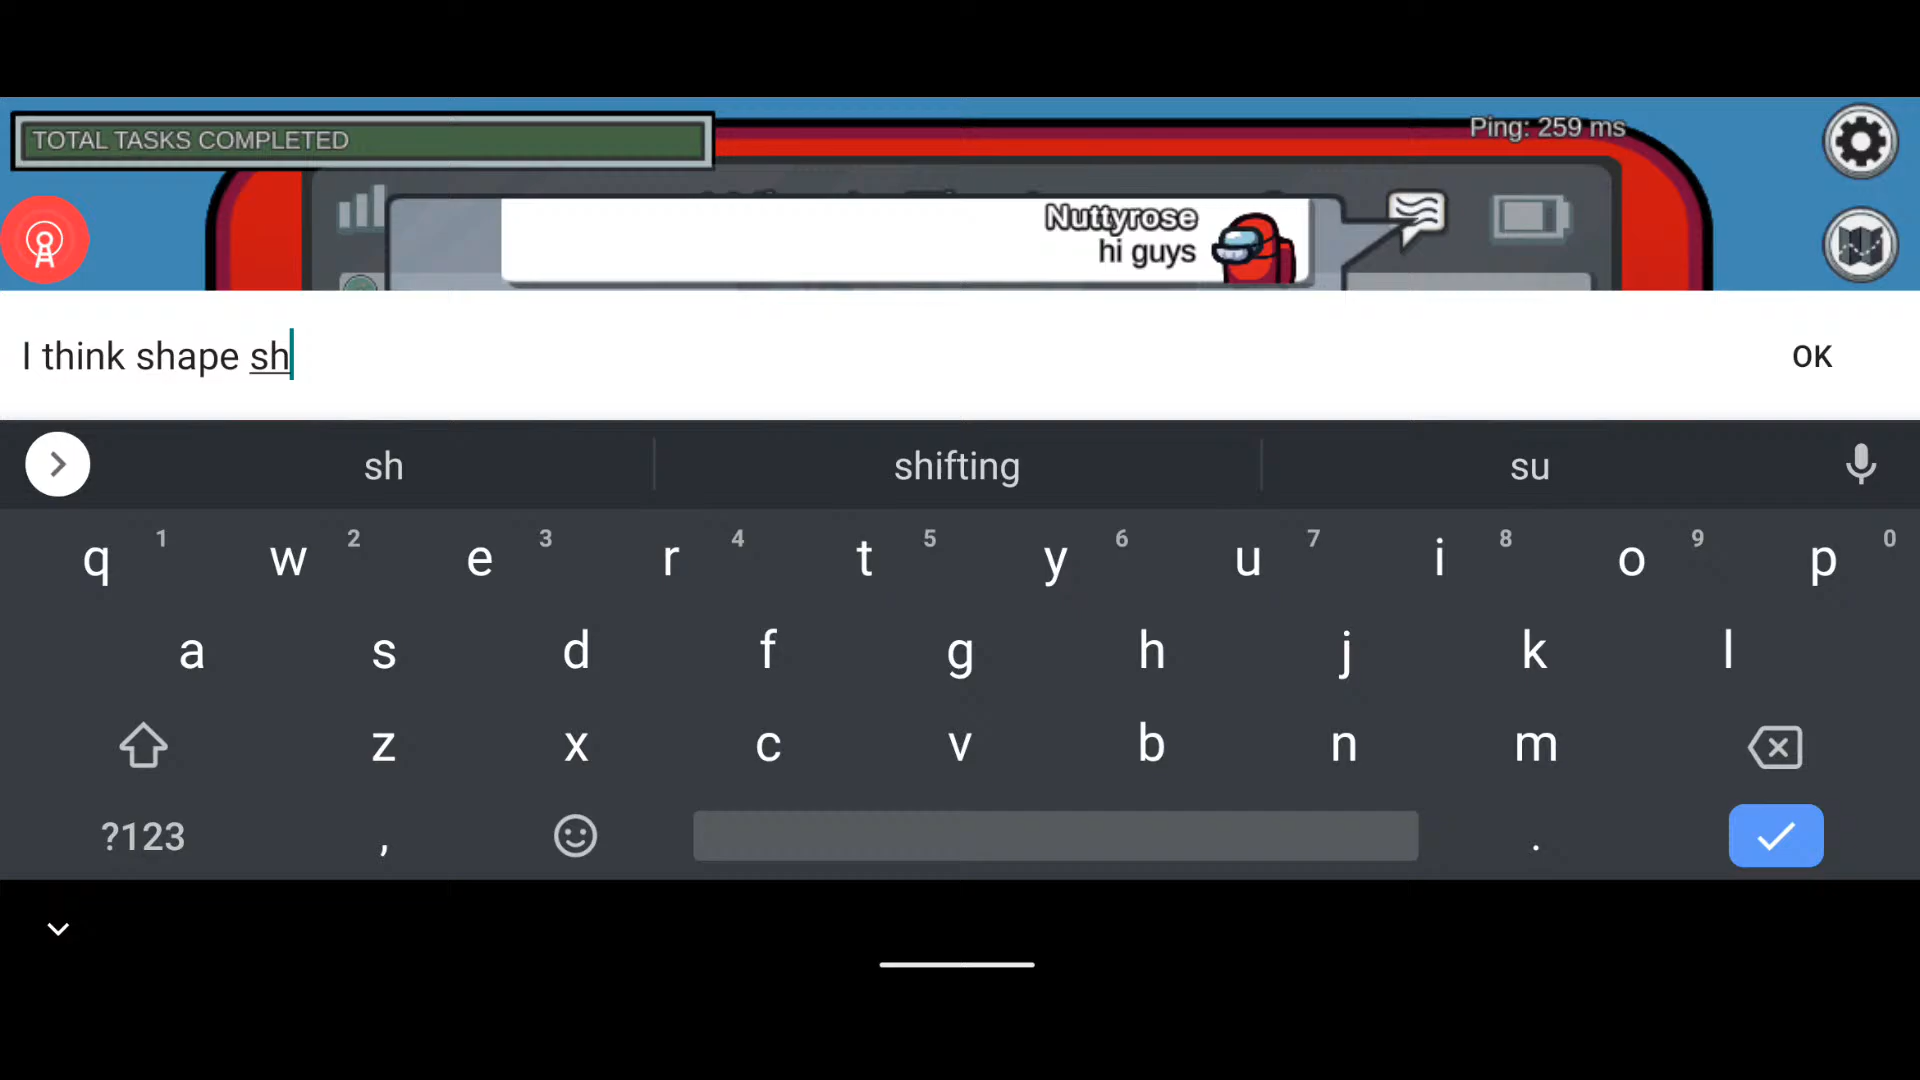 TOTAL TASKS COMPLETED
Ping: 259 ms
Nuttyrose
hi guys
I think shape sh
OK
sh shifting su
q 1 w 2 e 3 r 4 t 5 y 6 u 7 i 8 o 9 p 0
a s d f g h j k l
z x c v b n m
?123 , .